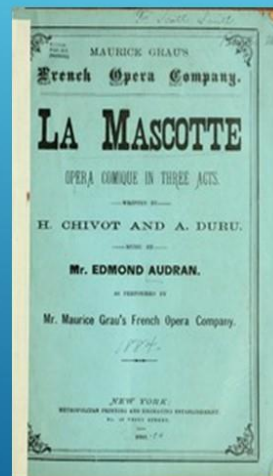 MAURICE GRAU'S
French Opera Company.
LA MASCOTTE
OPERA COMIQUE IN THREE ACTS.
WRITTEN BY
H. CHIVOT AND A. DURU.
MUSIC BY
Mr. EDMOND AUDRAN.
AS PERFORMED BY
Mr. Maurice Grau's French Opera Company.
1884.
NEW YORK:
METROPOLITAN PRINTING AND ENGRAVING ESTABLISHMENT.